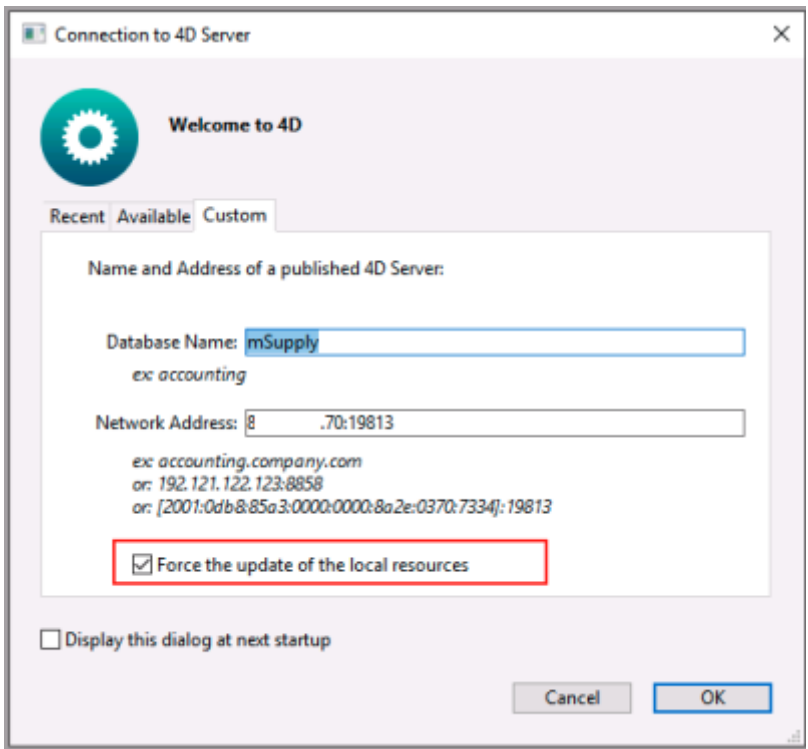 Connection to 4D Server
Welcome to 4D
Recent Available Custom
Name and Address of a published 4D Server:
Database Name: mSupply
ex: accounting
Network Address: 8 .70:19813
ex: accounting.company.com
or: 192.121.122.123:8858
or: [2001:0db8:85a3:0000:0000:8a2e:0370:7334]:19813
Force the update of the local resources
Display this dialog at next startup
Cancel OK